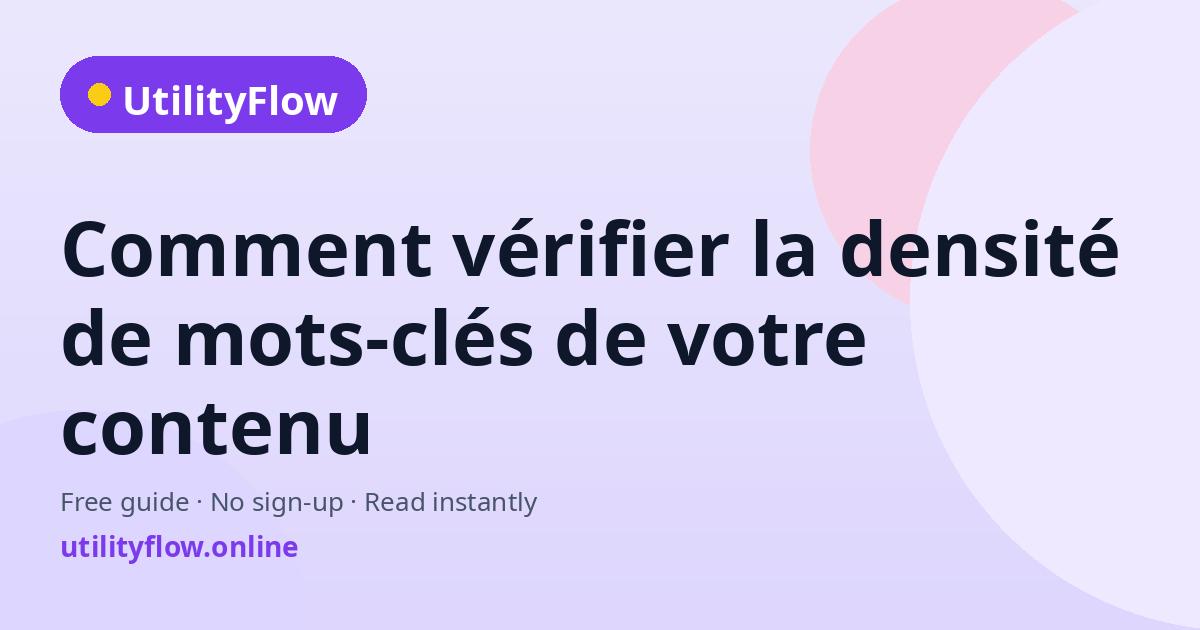 UtilityFlow
Comment vérifier la densité
de mots-clés de votre
contenu
Free guide · No sign-up · Read instantly
utilityflow.online